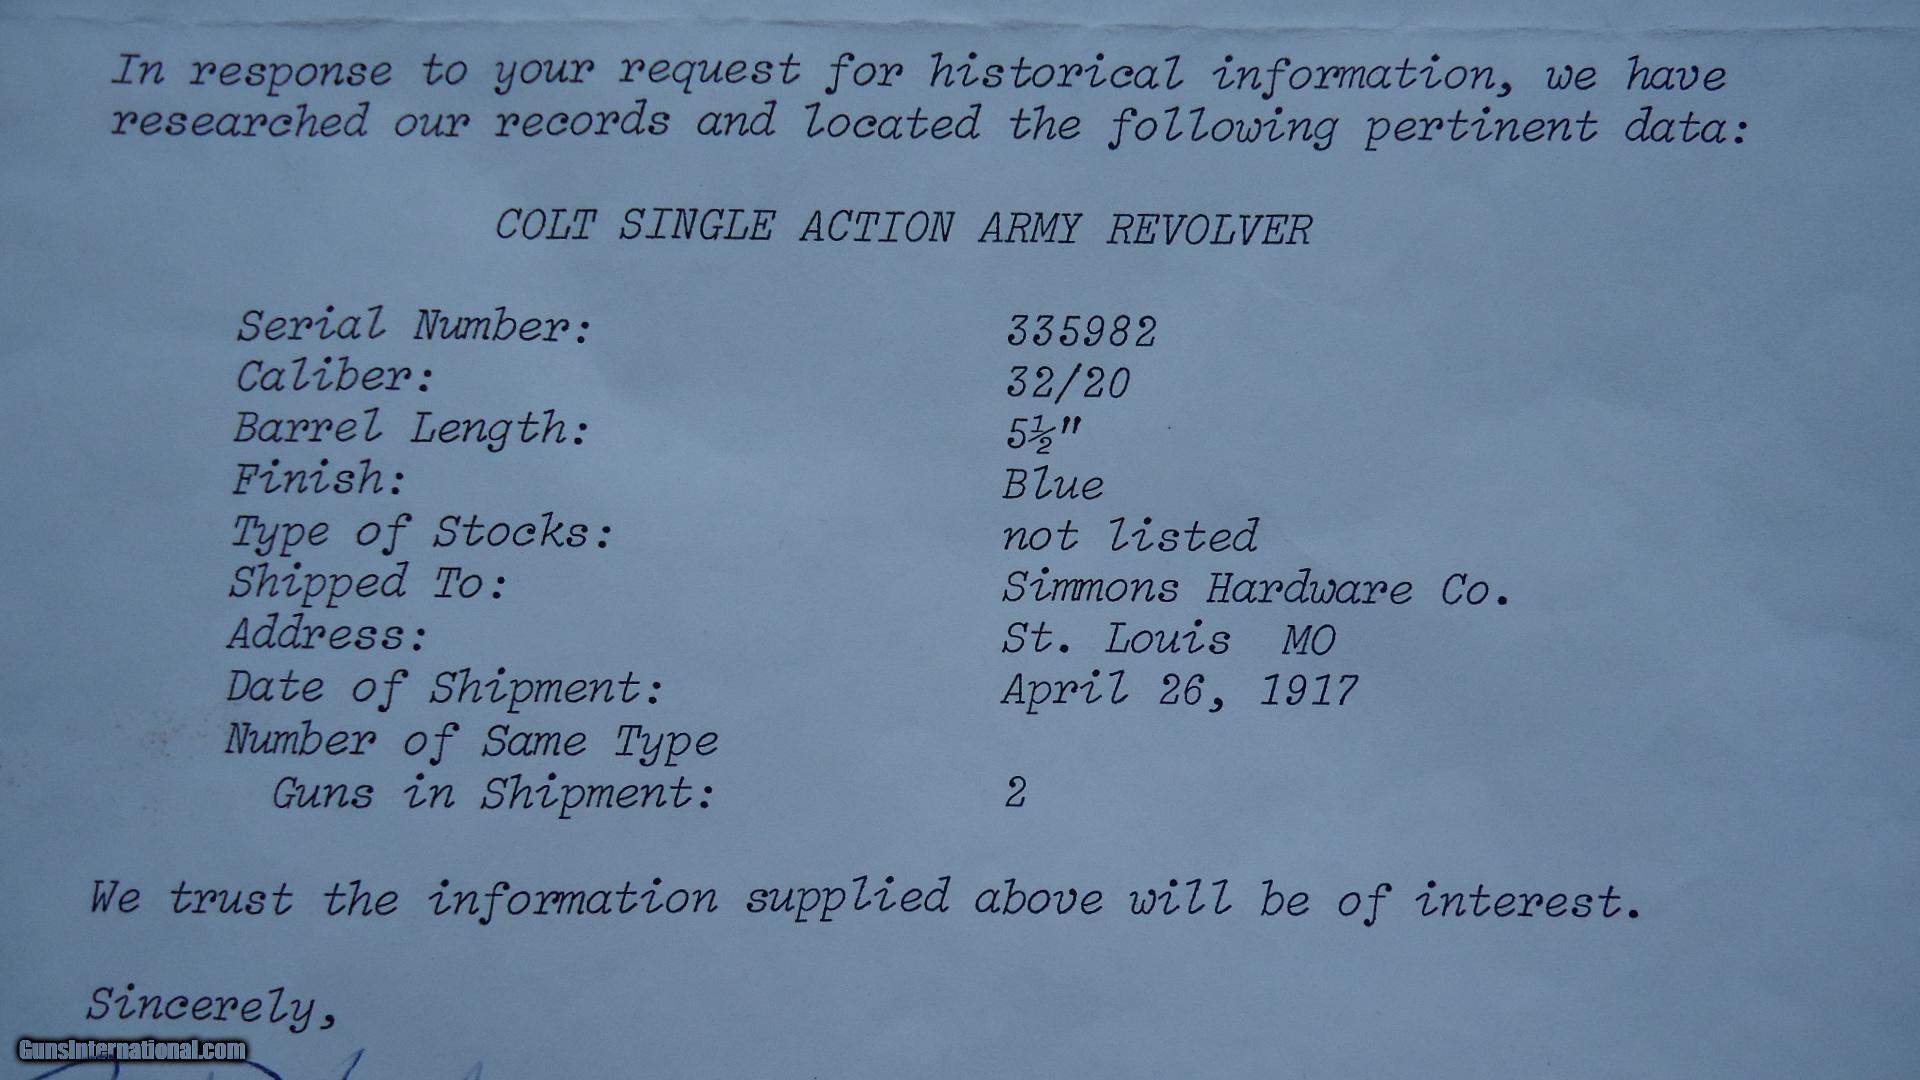 In response to your request for historical information, we have
researched our records and located the following pertinent data:
COLT SINGLE ACTION ARMY REVOLVER
Serial Number: 335982
Caliber: 32/20
Barrel Length: 5½"
Finish: Blue
Type of Stocks: not listed
Shipped To: Simmons Hardware Co.
Address: St. Louis MO
Date of Shipment: April 26, 1917
Number of Same Type
Guns in Shipment: 2
We trust the information supplied above will be of interest.
Sincerely,
GunsInternational.com